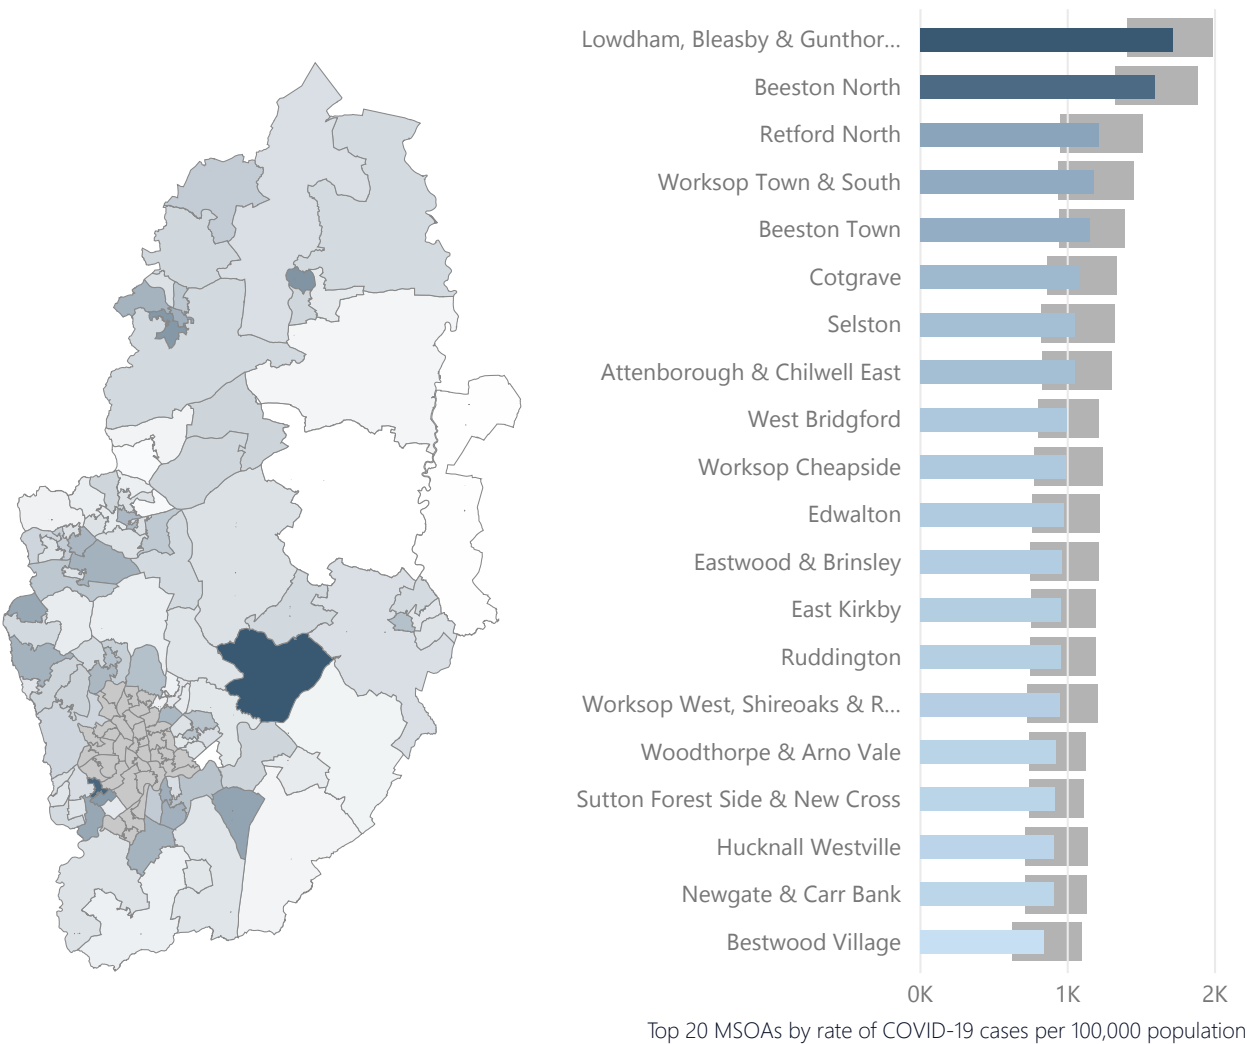 Lowdham, Bleasby & Gunthor...
Beeston North
Retford North
Worksop Town & South
Beeston Town
Cotgrave
Selston
Attenborough & Chilwell East
West Bridgford
Worksop Cheapside
Edwalton
Eastwood & Brinsley
East Kirkby
Ruddington
Worksop West, Shireoaks & R...
Woodthorpe & Arno Vale
Sutton Forest Side & New Cross
Hucknall Westville
Newgate & Carr Bank
Bestwood Village
0K 1K 2K
Top 20 MSOAs by rate of COVID-19 cases per 100,000 population